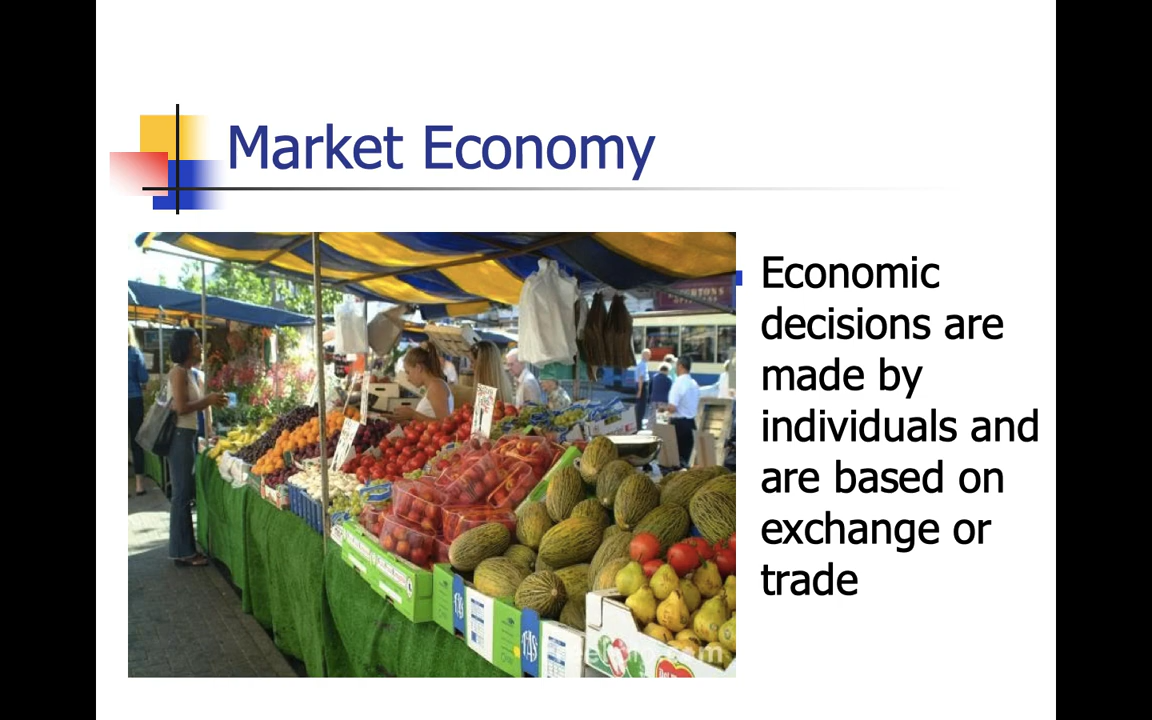 Market Economy
Economic
decisions are
made by
individuals and
are based on
exchange or
trade